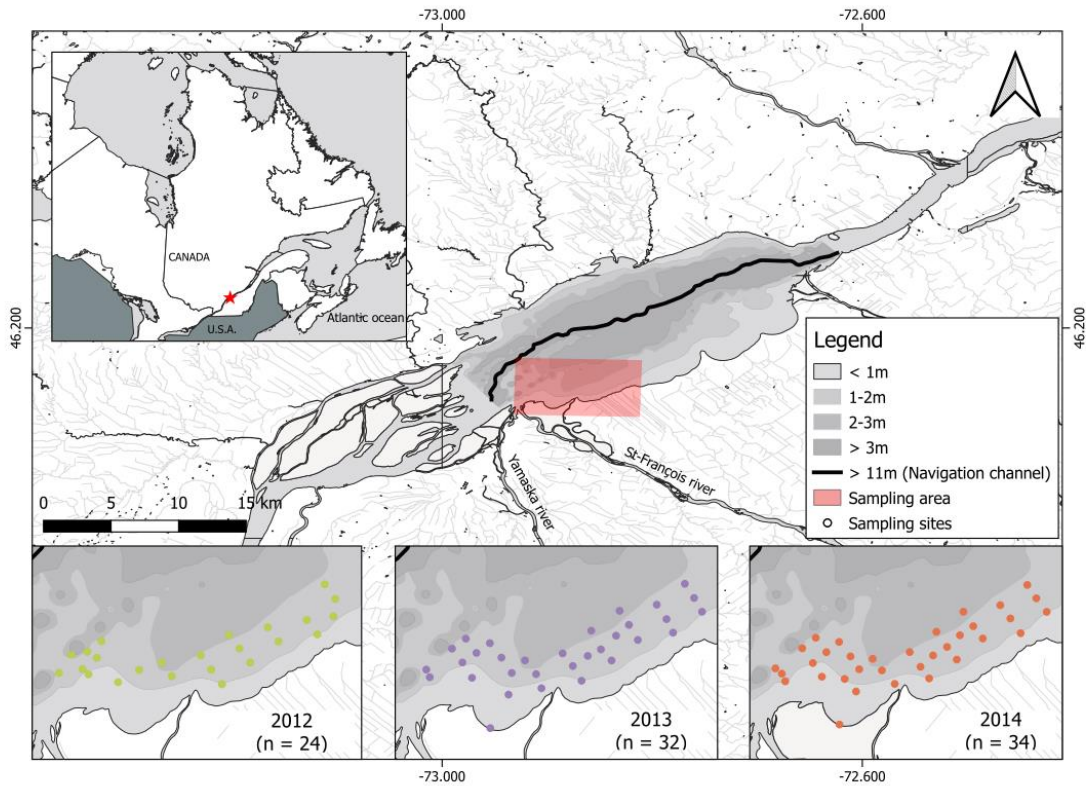 -73.000
-72.600
CANADA
U.S.A.
Atlantic ocean
46.200
46.200
Legend
< 1m
1-2m
2-3m
> 3m
> 11m (Navigation channel)
Sampling area
Sampling sites
St-François river
Yamaska river
0 5 10 15 km
2012
(n = 24)
2013
(n = 32)
2014
(n = 34)
-73.000
-72.600